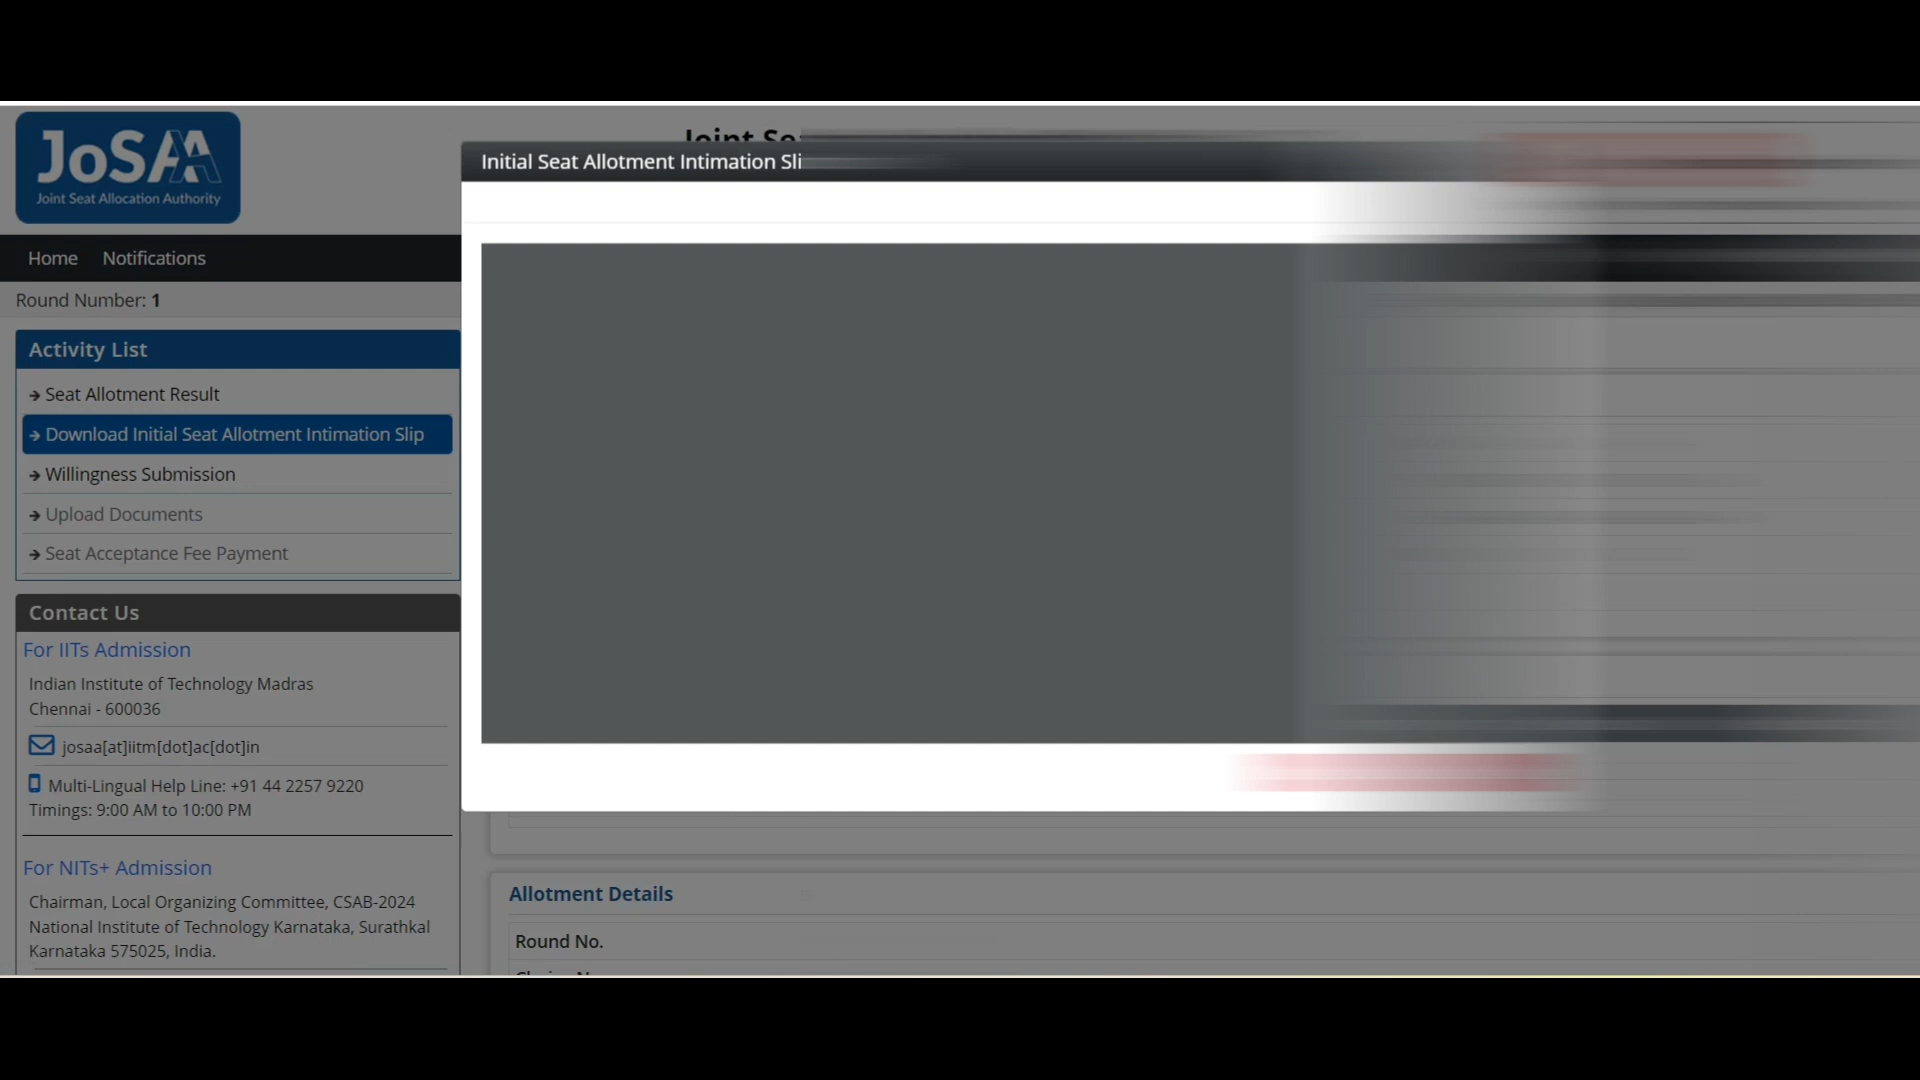 JoSAA
Joint Seat Allocation Authority
Joint
Initial Seat Allotment Intimation
Home Notifications
Round Number: 1
Activity List
Seat Allotment Result
Download Initial Seat Allotment Intimation Slip
Willingness Submission
Upload Documents
Seat Acceptance Fee Payment
Contact Us
For IITs Admission
Indian Institute of Technology Madras
Chennai - 600036
josaa[at]iitm[dot]ac[dot]in
Multi-Lingual Help Line: +91 44 2257 9220
Timings: 9:00 AM to 10:00 PM
For NITs+ Admission
Chairman, Local Organizing Committee, CSAB-2024
National Institute of Technology Karnataka, Surathkal
Karnataka 575025, India.
Allotment Details
Round No.